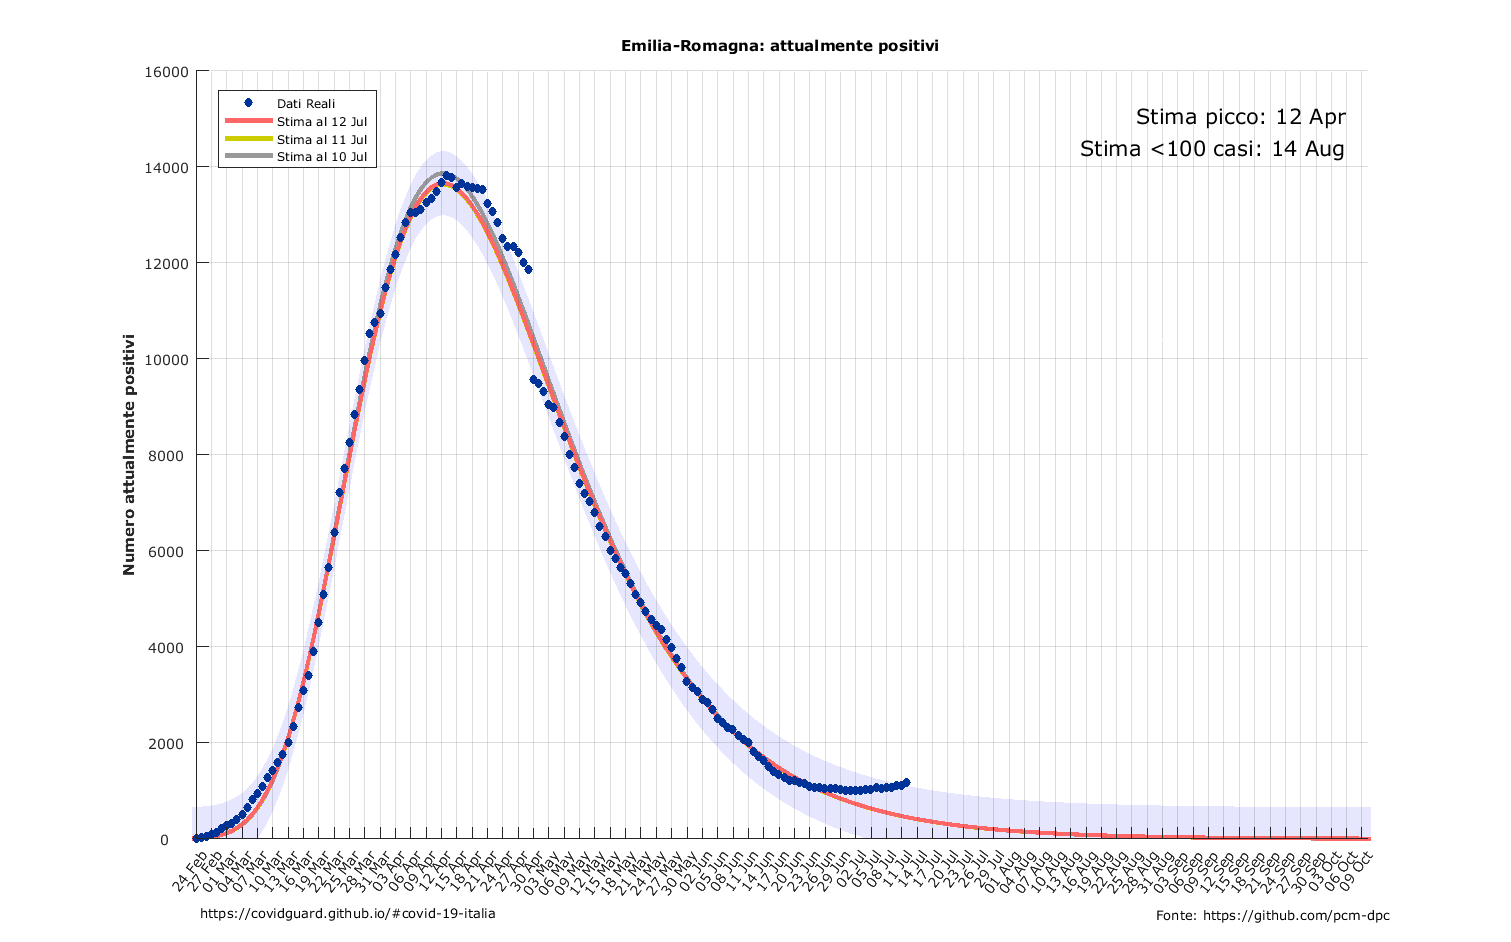 Emilia-Romagna: attualmente positivi
16000
14000
12000
10000
8000
6000
4000
2000
0
Numero attualmente positivi
Dati Reali
Stima al 12 Jul
Stima al 11 Jul
Stima al 10 Jul
Stima picco: 12 Apr
Stima <100 casi: 14 Aug
24 Feb
27 Feb
01 Mar
04 Mar
07 Mar
10 Mar
13 Mar
16 Mar
19 Mar
22 Mar
25 Mar
28 Mar
31 Mar
03 Apr
06 Apr
09 Apr
12 Apr
15 Apr
18 Apr
21 Apr
24 Apr
27 Apr
30 Apr
03 May
06 May
09 May
12 May
15 May
18 May
21 May
24 May
27 May
30 May
02 Jun
05 Jun
08 Jun
11 Jun
14 Jun
17 Jun
20 Jun
23 Jun
26 Jun
29 Jun
02 Jul
05 Jul
08 Jul
11 Jul
14 Jul
17 Jul
20 Jul
23 Jul
26 Jul
29 Jul
01 Aug
04 Aug
07 Aug
10 Aug
13 Aug
16 Aug
19 Aug
22 Aug
25 Aug
28 Aug
31 Aug
03 Sep
06 Sep
09 Sep
12 Sep
15 Sep
18 Sep
21 Sep
24 Sep
27 Sep
30 Sep
03 Oct
06 Oct
09 Oct
https://covidguard.github.io/#covid-19-italia
Fonte: https://github.com/pcm-dpc